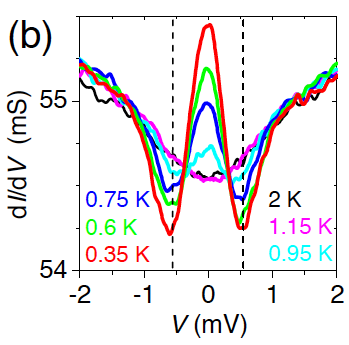 (b)
dI/dV (mS)
55
54
0.75 K
0.6 K
0.35 K
2 K
1.15 K
0.95 K
-2 -1 0 1 2
V (mV)